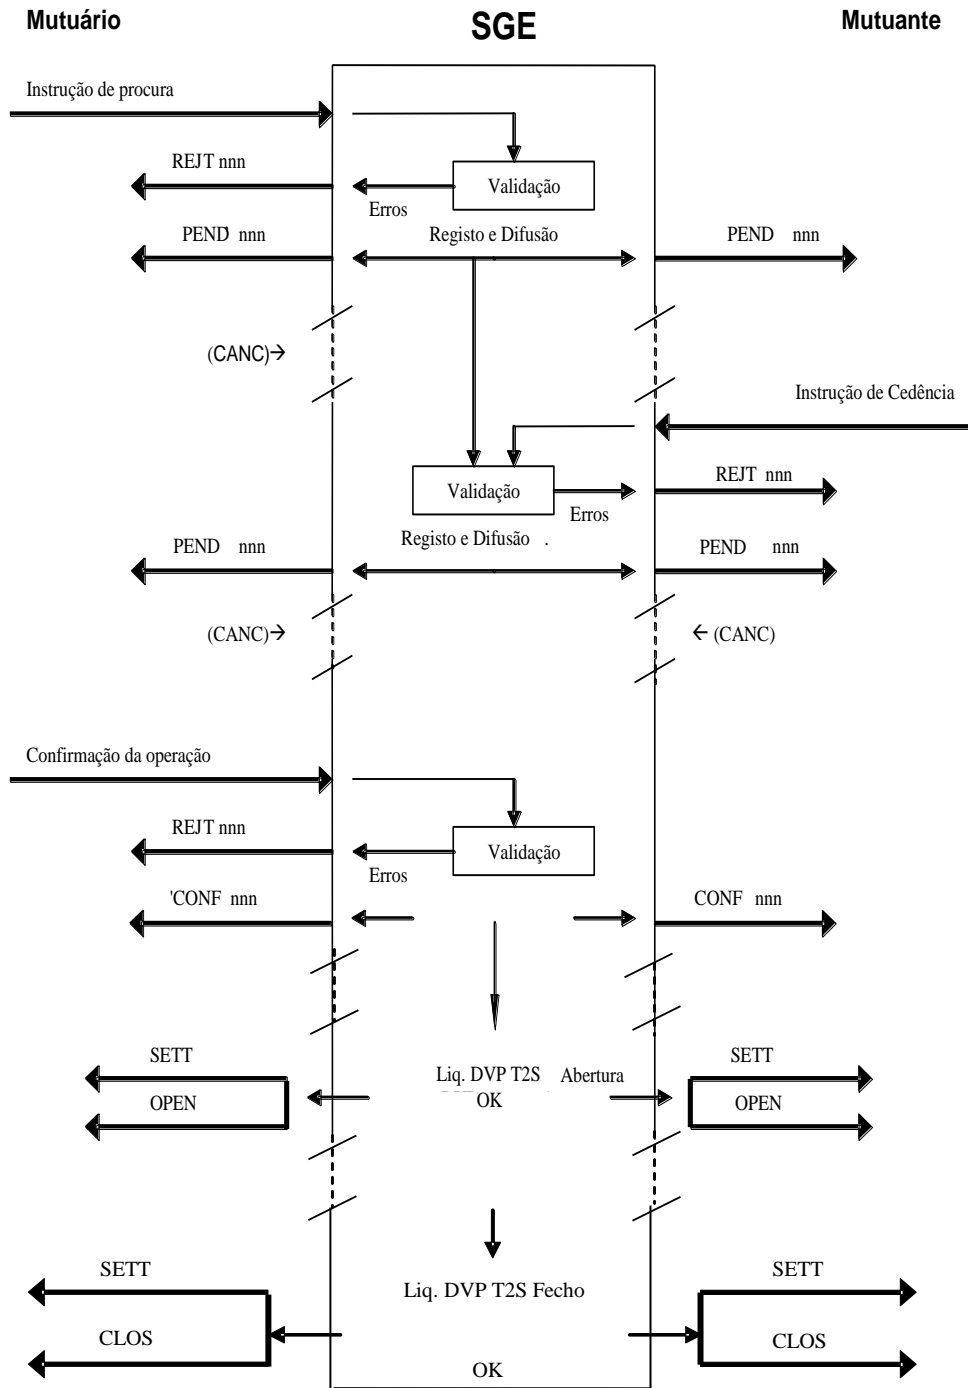 Mutuário
SGE
Mutuante
Instrução de procura
REJT nnn
Validação
Erros
PEND nnn
Registo e Difusão
PEND nnn
(CANC)→
Instrução de Cedência
Validação
REJT nnn
Erros
Registo e Difusão .
PEND nnn
PEND nnn
(CANC)→
← (CANC)
Confirmação da operação
REJT nnn
Validação
Erros
'CONF nnn
CONF nnn
SETT
Liq. DVP T2S Abertura
SETT
OPEN
OK
OPEN
SETT
Liq. DVP T2S Fecho
SETT
CLOS
CLOS
OK